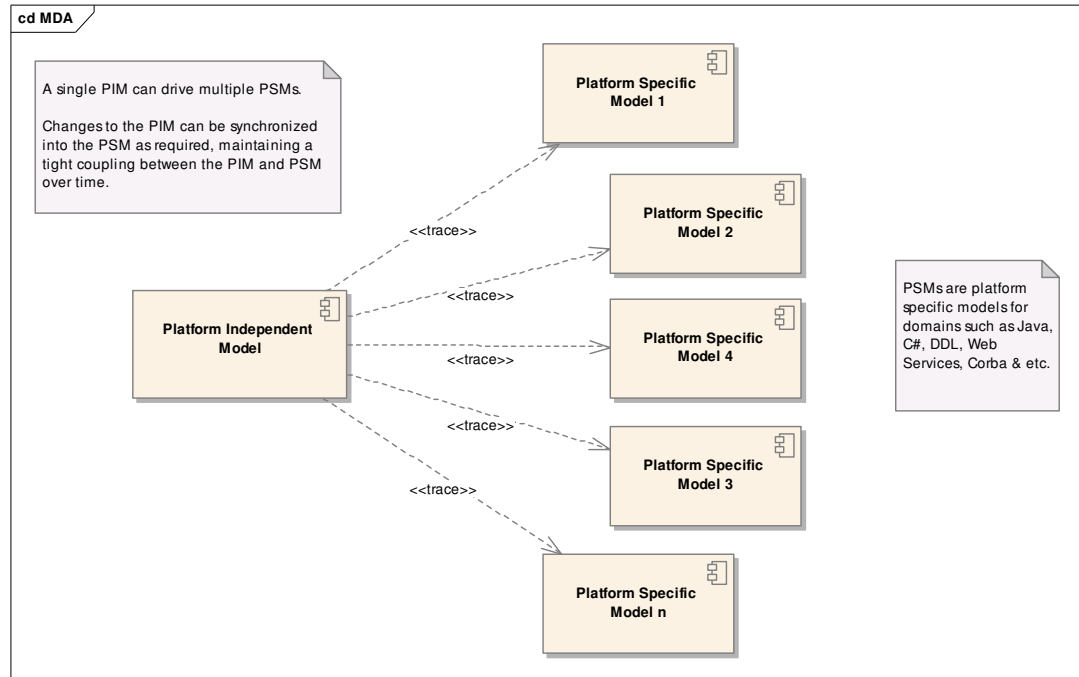 cd MDA
A single PIM can drive multiple PSMs.
Changes to the PIM can be synchronized
into the PSM as required, maintaining a
tight coupling between the PIM and PSM
over time.
Platform Specific
Model 1
<<trace>>
Platform Specific
Model 2
<<trace>>
Platform Independent
Model
<<trace>>
Platform Specific
Model 4
PSMs are platform
specific models for
domains such as Java,
C#, DDL, Web
Services, Corba & etc.
<<trace>>
Platform Specific
Model 3
<<trace>>
Platform Specific
Model n